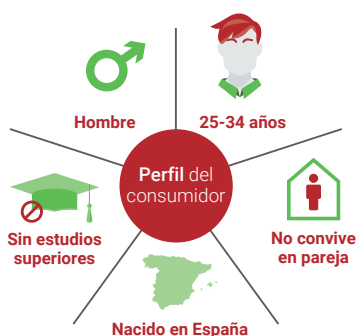 Hombre
25-34 años
Perfil del
consumidor
Sin estudios
superiores
No convive
en pareja
Nacido en España